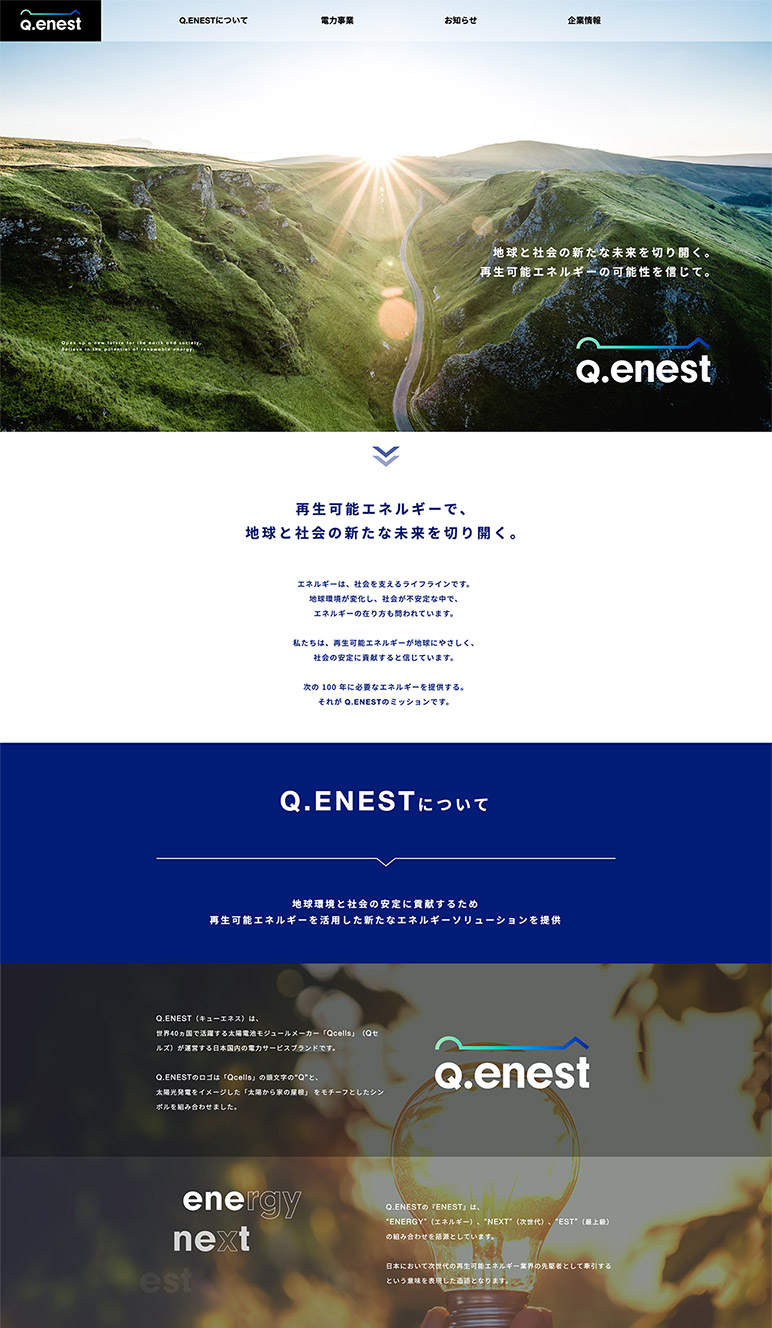 Q.enest
Q.ENESTについて 電力事業 お知らせ 企業情報
地球と社会の新たな未来を切り開く。
再生可能エネルギーの可能性を信じて。
Open up a new future for the earth and society.
Believe in the potential of renewable energy.
Q.enest
再生可能エネルギーで、
地球と社会の新たな未来を切り開く。
エネルギーは、社会を支えるライフラインです。
地球環境が変化し、社会が不安定な中で、
エネルギーの在り方も問われています。
私たちは、再生可能エネルギーが地球にやさしく、
社会の安定に貢献すると信じています。
次の 100 年に必要なエネルギーを提供する。
それが Q.ENESTのミッションです。
Q.ENESTについて
地球環境と社会の安定に貢献するため
再生可能エネルギーを活用した新たなエネルギーソリューションを提供
Q.ENEST（キューエネス）は、
世界40ヵ国で活躍する太陽電池モジュールメーカー「Qcells」（Qセ
ルズ）が運営する日本国内の電力サービスブランドです。
Q.ENESTのロゴは「Qcells」の頭文字の"Q"と、
太陽光発電をイメージした「太陽から家の屋根」 をモチーフとしたシン
ボルを組み合わせました。
Q.enest
energy
next
est
Q.ENESTの『ENEST』は、
"ENERGY"（エネルギー）、"NEXT"（次世代）、"EST"（最上級）
の組み合わせを語源としています。
日本において次世代の再生可能エネルギー業界の先駆者として牽引する
という意味を表現した造語となります。